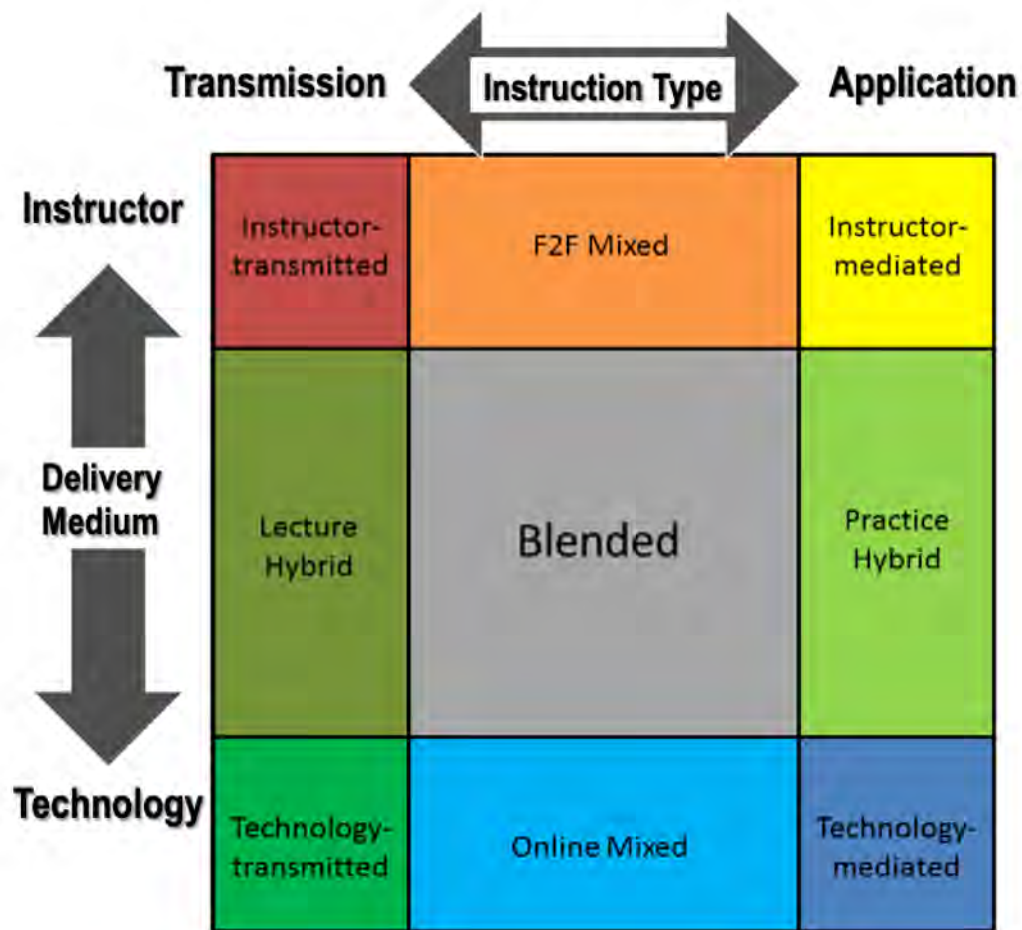 Transmission
Instruction Type
Application
Instructor
Instructor-
transmitted
F2F Mixed
Instructor-
mediated
Delivery
Medium
Lecture
Hybrid
Blended
Practice
Hybrid
Technology
Technology-
transmitted
Online Mixed
Technology-
mediated